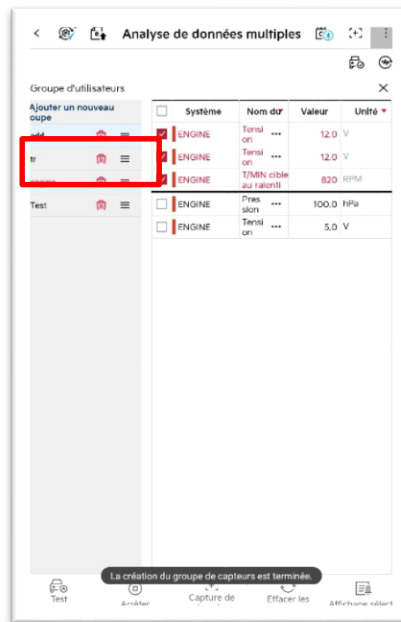 Analyse de données multiples
Groupe d'utilisateurs
Ajouter un nouveau
oupe
Système Nom du Valeur Unité
add
ENGINE Tensi on ... 12.0 V
tr
ENGINE Tensi on ... 12.0 V
ENGINE T/MIN cible au ralenti 820 RPM
Test
ENGINE Pres sion ... 100.0 hPa
ENGINE Tensi on ... 5.0 V
La création du groupe de capteurs est terminée.
Test Arrêter Capture de Effacer les Affichage sélect